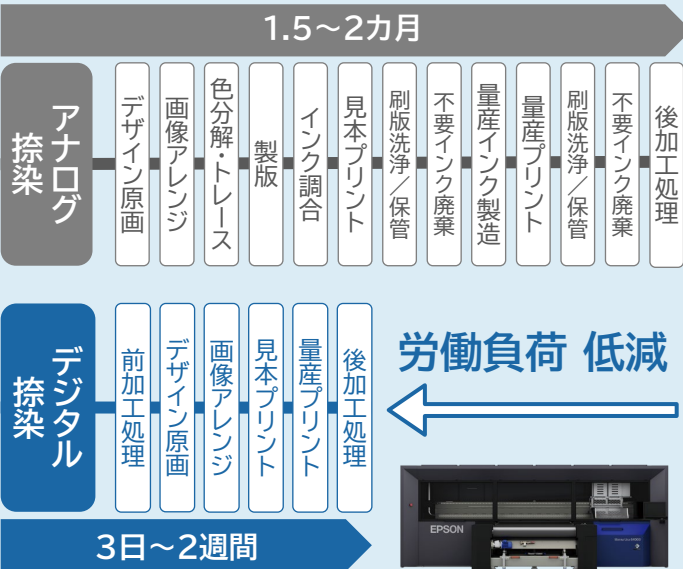 1.5～2カ月
アナログ
捺染
デザイン原画
画像アレンジ
色分解・トレース
製版
インク調合
見本プリント
刷版洗浄／保管
不要インク廃棄
量産インク製造
量産プリント
刷版洗浄／保管
不要インク廃棄
後加工処理
デジタル
捺染
前加工処理
デザイン原画
画像アレンジ
見本プリント
量産プリント
後加工処理
労働負荷 低減
EPSON
3日～2週間